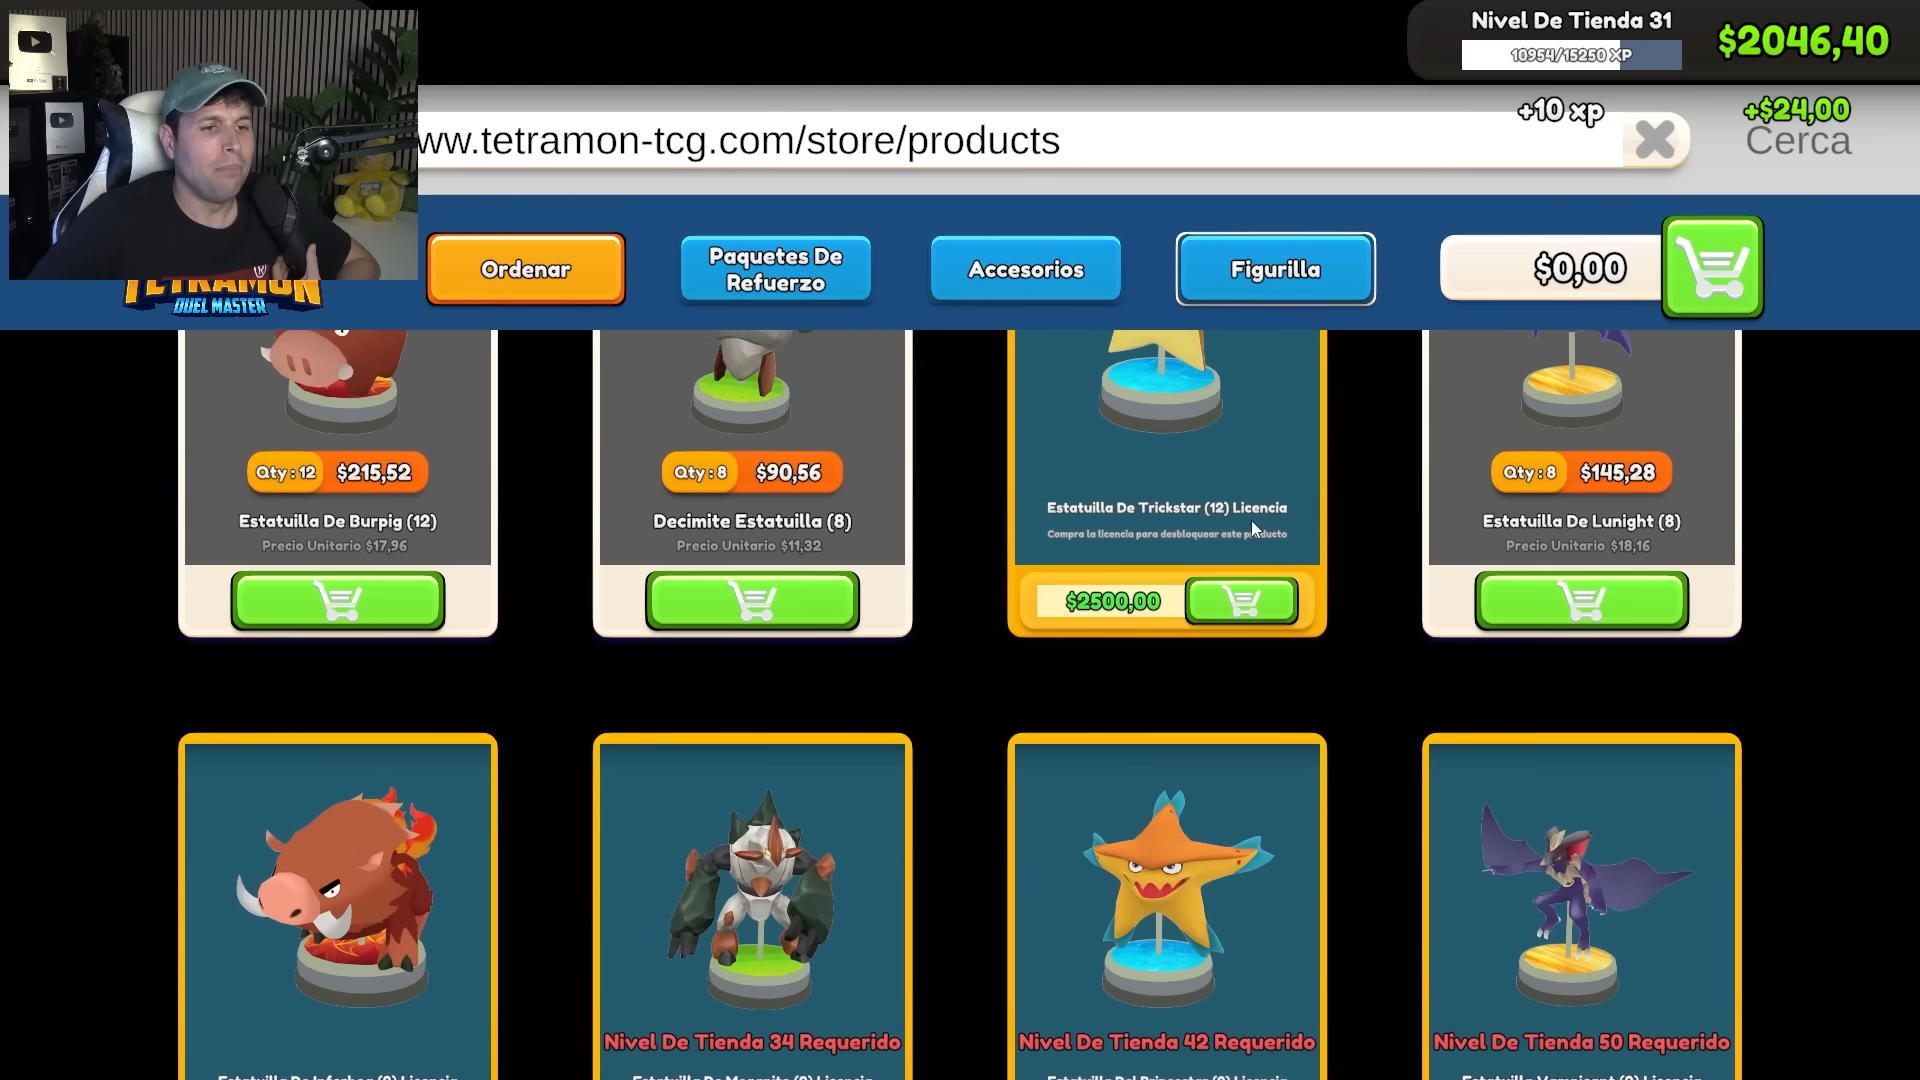 Nivel De Tienda 31
$2046,40
10954/15250 XP
+10 xp
+$24,00
ww.tetramon-tcg.com/store/products
Cerca
TETRAMON
DUEL MASTER
Ordenar
Paquetes De
Refuerzo
Accesorios
Figurilla
$0,00
Qty : 12 $215,52
Estatuilla De Burpig (12)
Precio Unitario $17,96
Qty : 8 $90,56
Decimite Estatuilla (8)
Precio Unitario $11,32
Estatuilla De Trickstar (12) Licencia
Compra la licencia para desbloquear este producto
$2500,00
Qty : 8 $145,28
Estatuilla De Lunight (8)
Precio Unitario $18,16
Nivel De Tienda 34 Requerido
Nivel De Tienda 42 Requerido
Nivel De Tienda 50 Requerido